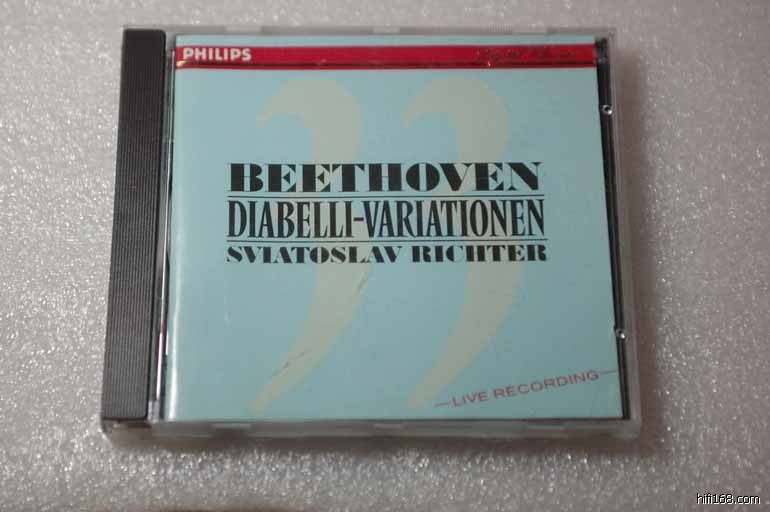 PHILIPS
BEETHOVEN
DIABELLI-VARIATIONEN
SVIATOSLAV RICHTER
—LIVE RECORDING—
hifi168.com